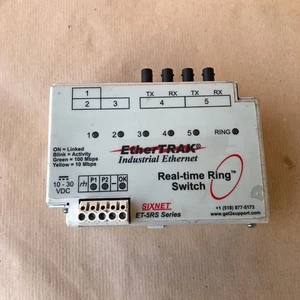 TX RX TX RX
1
2 3 4 5
1 2 3 4 5 RING
ON = Linked
Blink = Activity
Green = 100 Mbps
Yellow = 10 Mbps
EtherTRAK®
Industrial Ethernet
Real-time Ring™
Switch
10 - 30
VDC
P1 P2 OK
SIXNET
ET-5RS Series
www.get2support.com
+1 (518) 877-5173